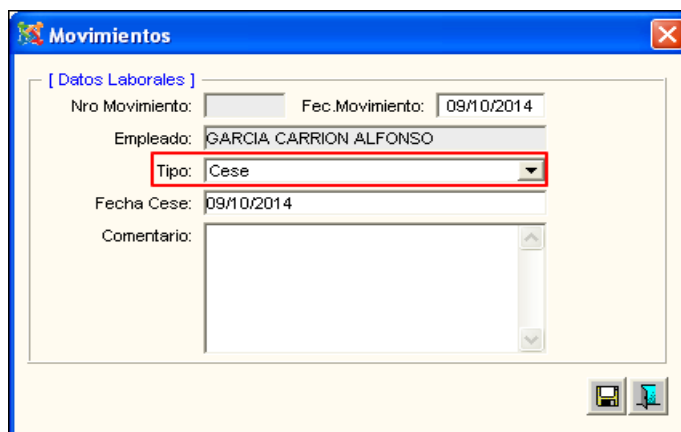 Movimientos
[ Datos Laborales ]
Nro Movimiento: Fec.Movimiento: 09/10/2014
Empleado: GARCIA CARRION ALFONSO
Tipo: Cese
Fecha Cese: 09/10/2014
Comentario: